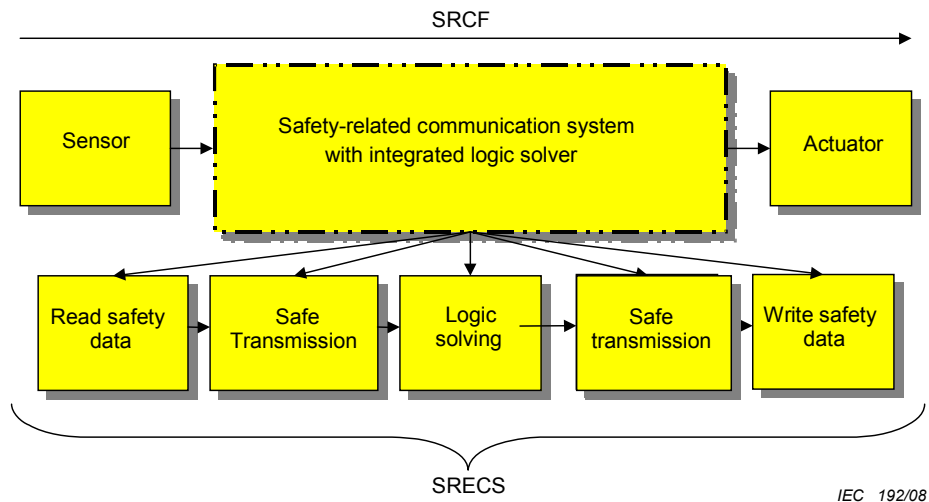 SRCF
Sensor
Safety-related communication system
with integrated logic solver
Actuator
Read safety
data
Safe
Transmission
Logic
solving
Safe
transmission
Write safety
data
SRECS
IEC 192/08